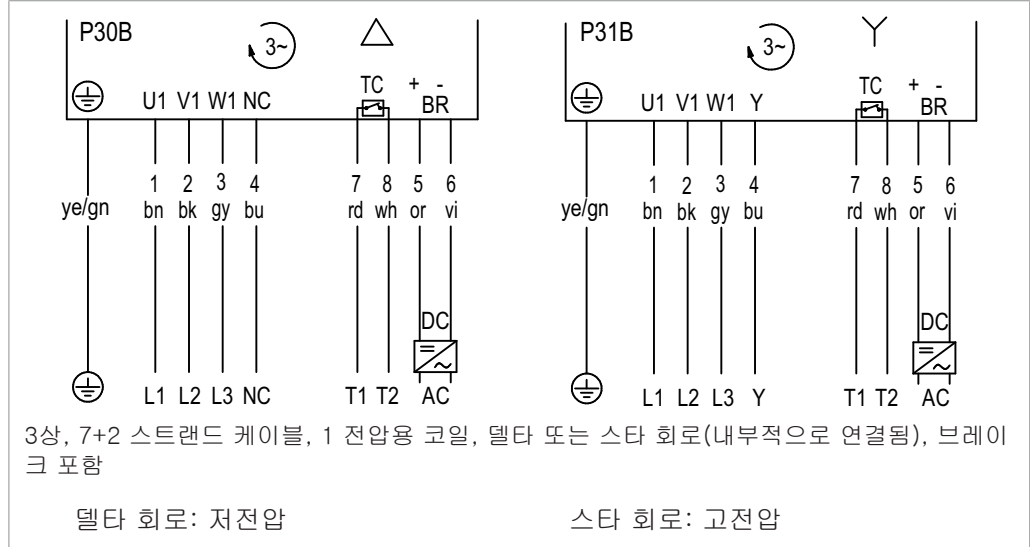 P30B 3~
TC + -
U1 V1 W1 NC BR
1 2 3 4 7 8 5 6
ye/gn bn bk gy bu rd wh or vi
DC
L1 L2 L3 NC T1 T2 AC
P31B 3~
TC + -
U1 V1 W1 Y BR
1 2 3 4 7 8 5 6
ye/gn bn bk gy bu rd wh or vi
DC
L1 L2 L3 Y T1 T2 AC
3상, 7+2 스트랜드 케이블, 1 전압용 코일, 델타 또는 스타 회로(내부적으로 연결됨), 브레이
크 포함
델타 회로: 저전압
스타 회로: 고전압